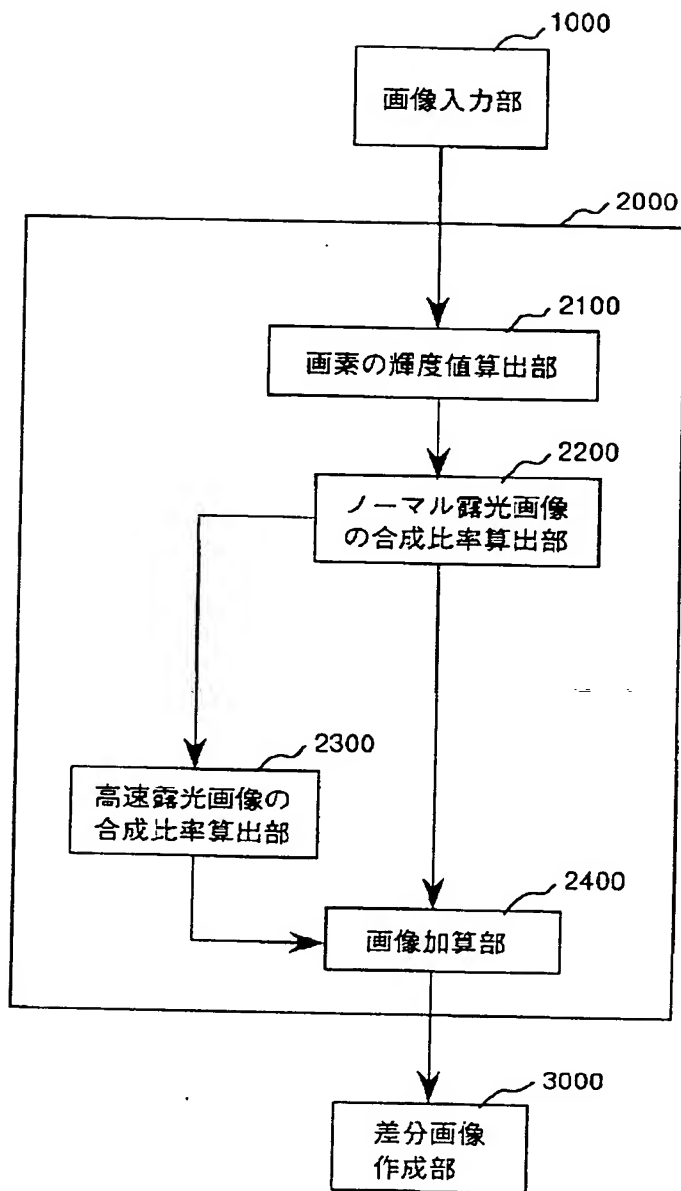 1000
画像入力部
2000
2100
画素の輝度値算出部
2200
ノーマル露光画像
の合成比率算出部
2300
高速露光画像の
合成比率算出部
2400
画像加算部
3000
差分画像
作成部